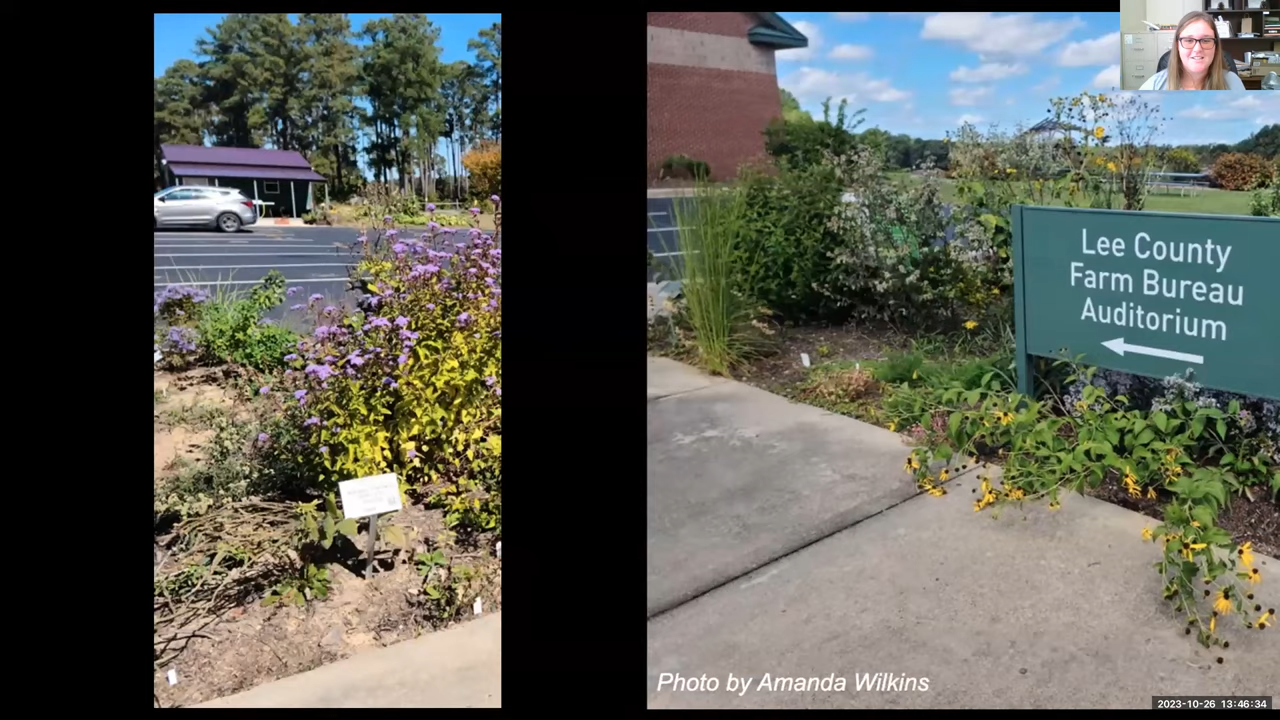 Lee County
Farm Bureau
Auditorium
Photo by Amanda Wilkins
2023-10-26 13:46:34